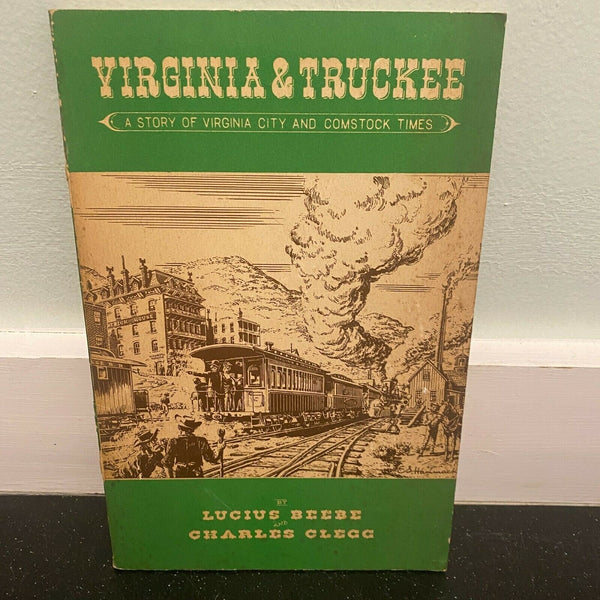 VIRGINIA & TRUCKEE
A STORY OF VIRGINIA CITY AND COMSTOCK TIMES
BY
LUCIUS BEEBE
AND
CHARLES CLEGG